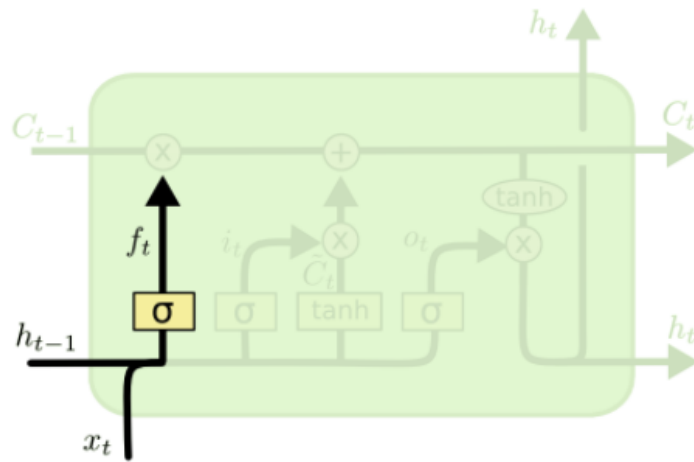 h_t
C_{t-1} × + C_t
tanh
f_t i_t × C̃_t o_t ×
σ σ tanh σ
h_{t-1} h_t
x_t